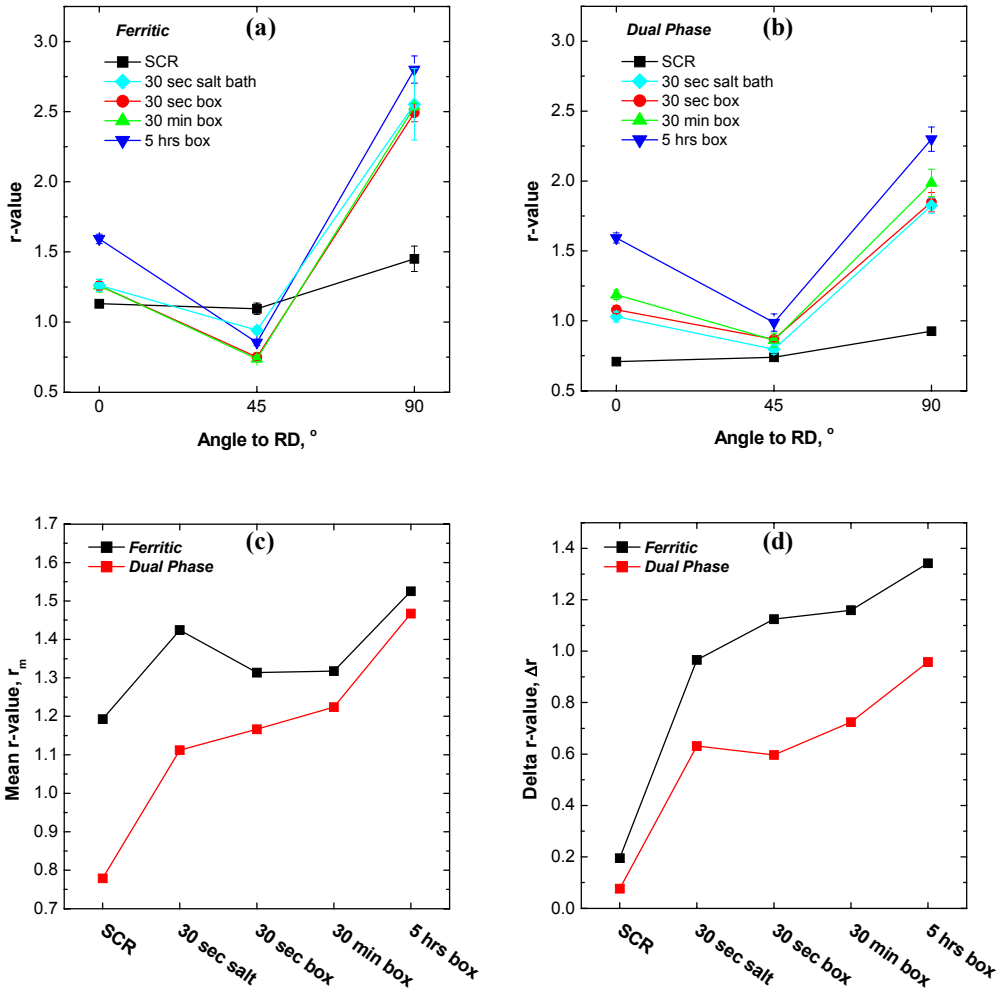 Ferritic
(a)
SCR
30 sec salt bath
30 sec box
30 min box
5 hrs box
3.0
2.5
2.0
1.5
1.0
0.5
r-value
0 45 90
Angle to RD, °
Dual Phase
(b)
SCR
30 sec salt bath
30 sec box
30 min box
5 hrs box
3.0
2.5
2.0
1.5
1.0
0.5
r-value
0 45 90
Angle to RD, °
(c)
Ferritic
Dual Phase
1.7
1.6
1.5
1.4
1.3
1.2
1.1
1.0
0.9
0.8
0.7
Mean r-value, r_m
SCR
30 sec salt
30 sec box
30 min box
5 hrs box
(d)
Ferritic
Dual Phase
1.4
1.2
1.0
0.8
0.6
0.4
0.2
0.0
Delta r-value, Δr
SCR
30 sec salt
30 sec box
30 min box
5 hrs box